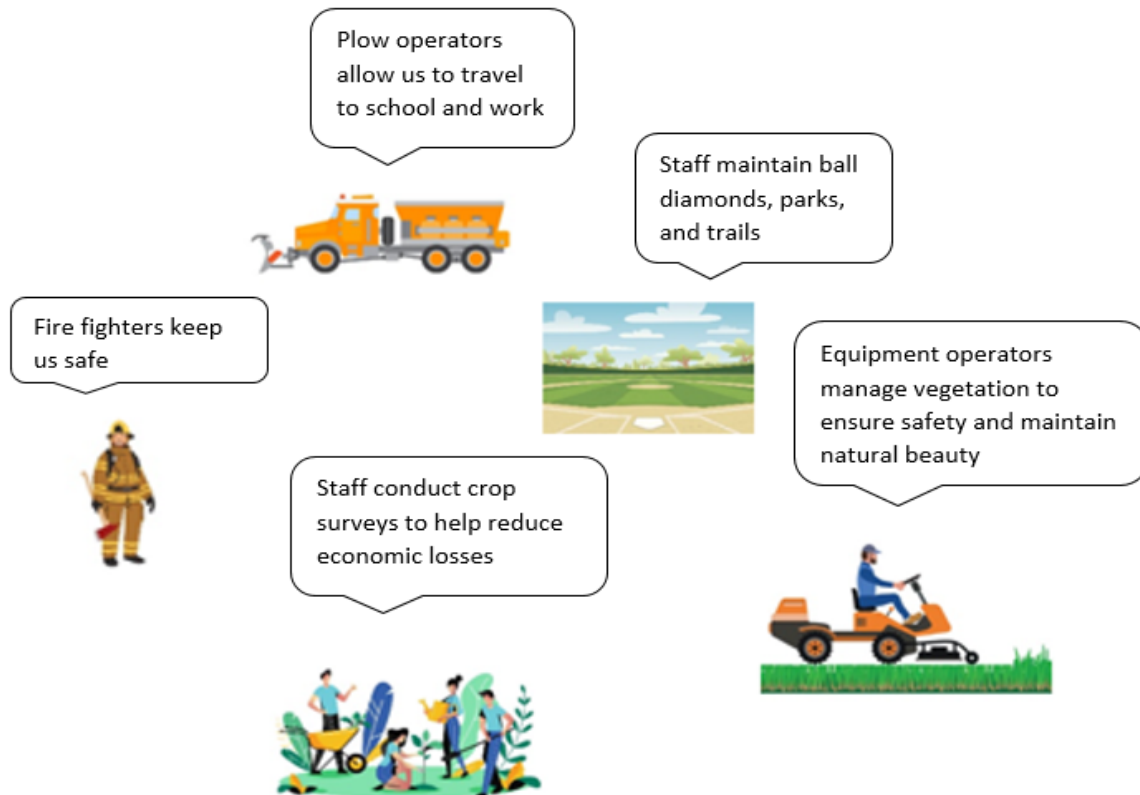 Plow operators
allow us to travel
to school and work
Staff maintain ball
diamonds, parks,
and trails
Fire fighters keep
us safe
Equipment operators
manage vegetation to
ensure safety and maintain
natural beauty
Staff conduct crop
surveys to help reduce
economic losses